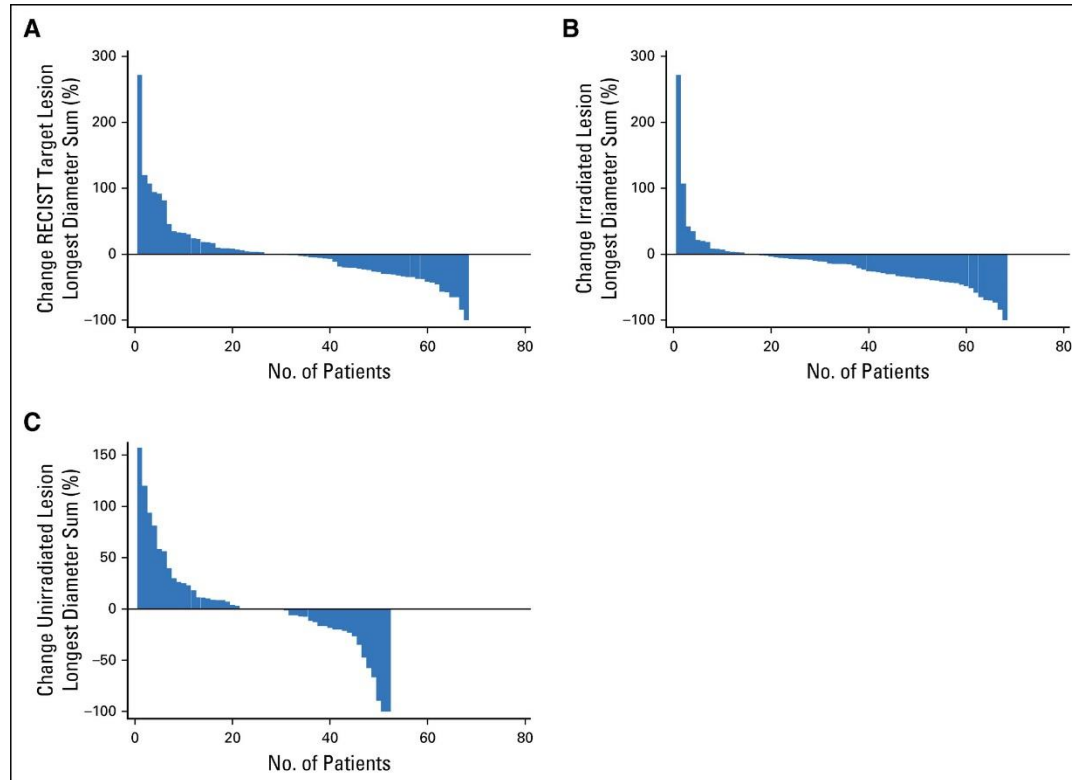 A
Change RECIST Target Lesion
Longest Diameter Sum (%)
300
200
100
0
−100
0 20 40 60 80
No. of Patients
B
Change Irradiated Lesion
Longest Diameter Sum (%)
300
200
100
0
−100
0 20 40 60 80
No. of Patients
C
Change Unirradiated Lesion
Longest Diameter Sum (%)
150
100
50
0
−50
−100
0 20 40 60 80
No. of Patients